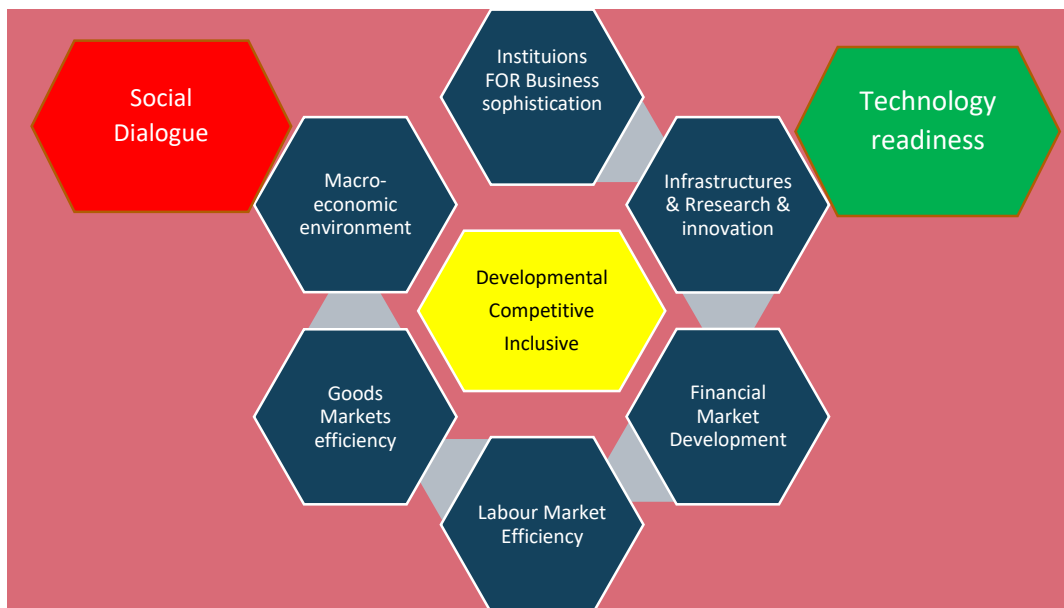 Social
Dialogue
Instituions
FOR Business
sophistication
Technology
readiness
Macro-
economic
environment
Infrastructures
& Rresearch &
innovation
Developmental
Competitive
Inclusive
Goods
Markets
efficiency
Financial
Market
Development
Labour Market
Efficiency